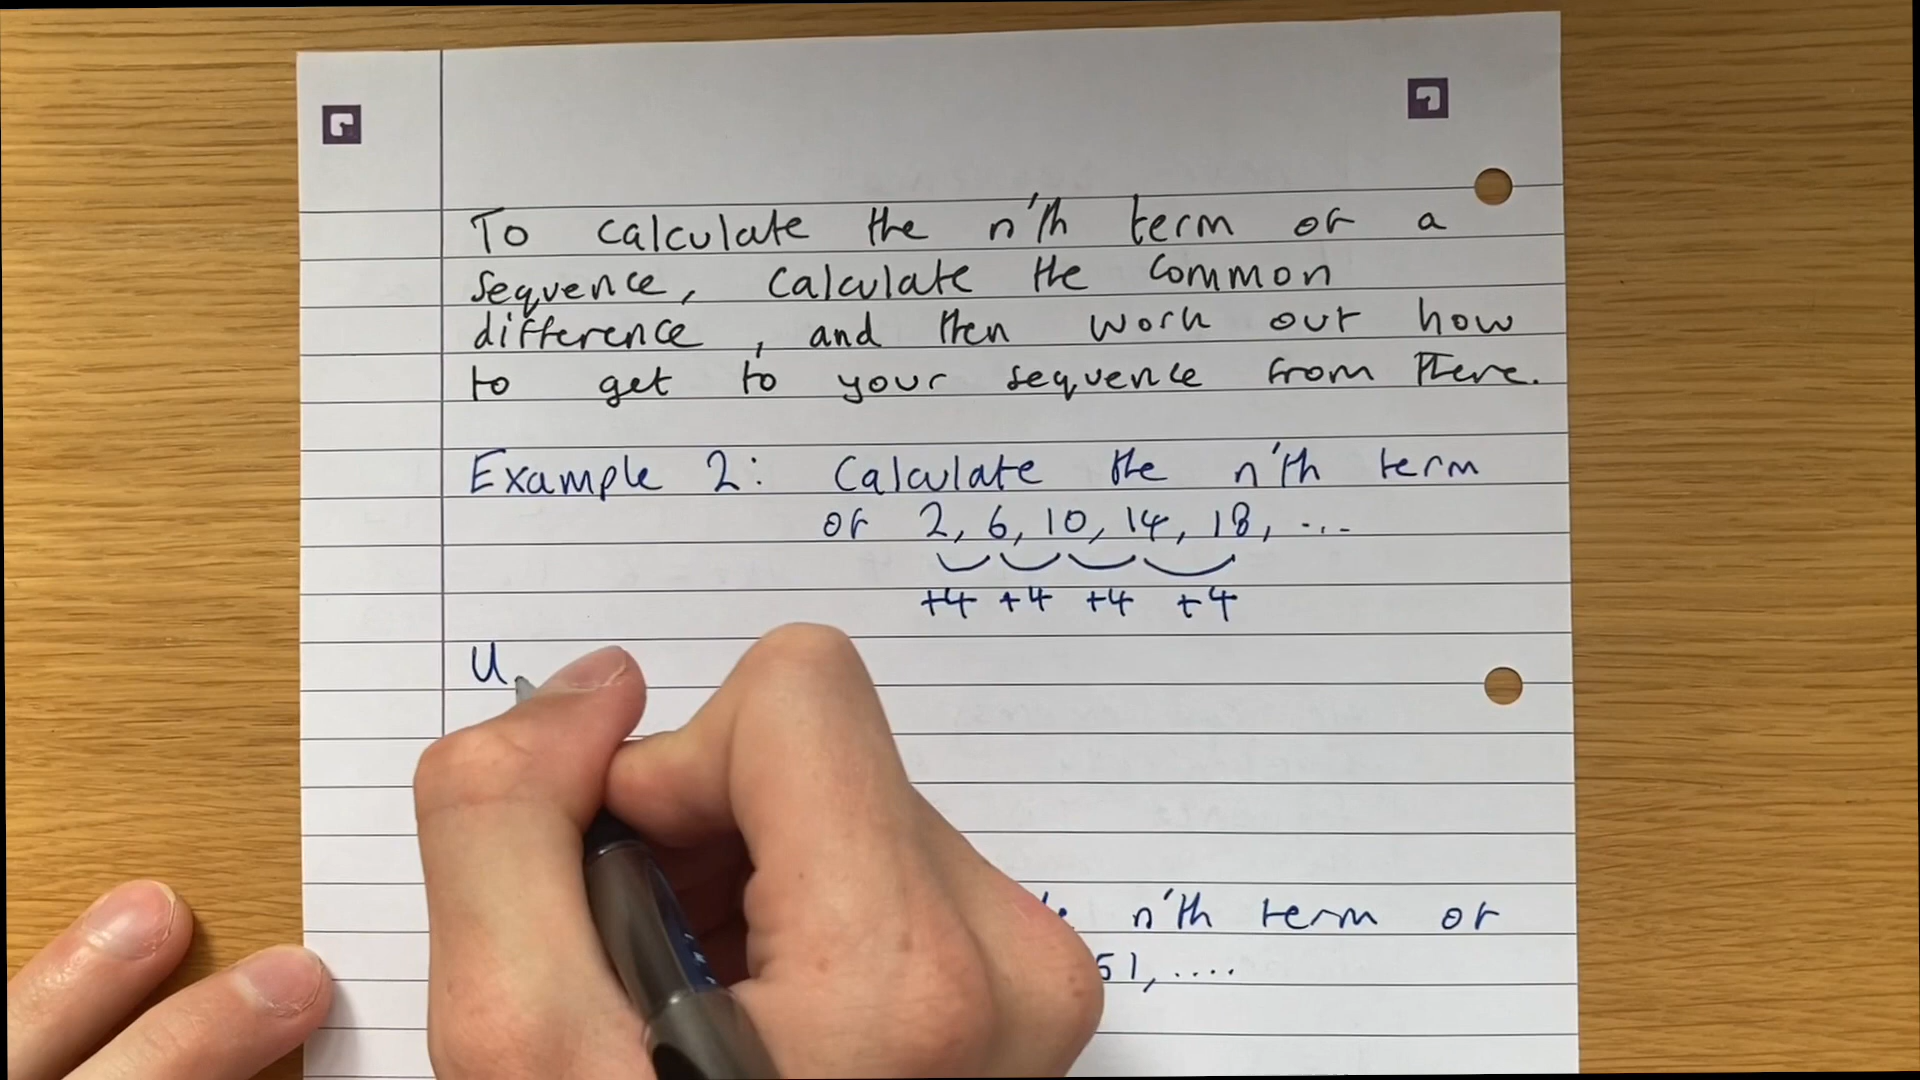 To calculate the n'th term of a
sequence, calculate the common
difference, and then work out how
to get to your sequence from there.
Example 2: Calculate the n'th term
of 2, 6, 10, 14, 18, ...
+4 +4 +4 +4
U
n'th term of
51, ....